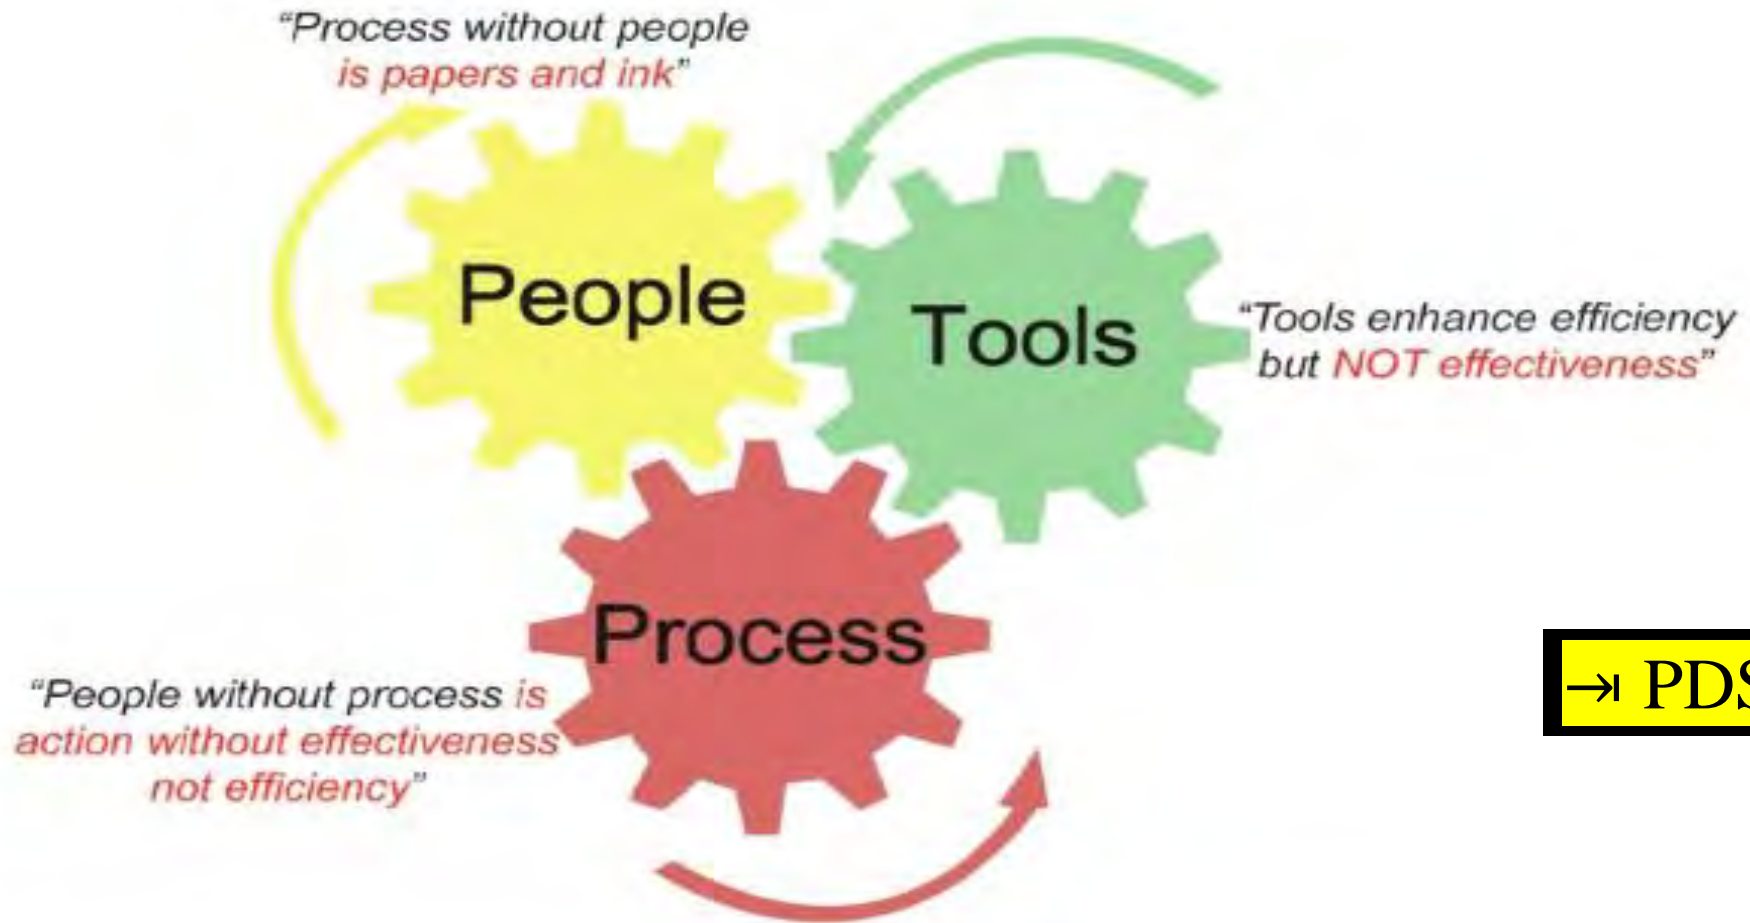 “Process without people
is papers and ink”
People
Tools
“Tools enhance efficiency
but NOT effectiveness”
Process
“People without process is
action without effectiveness
not efficiency”
⇥ PDS